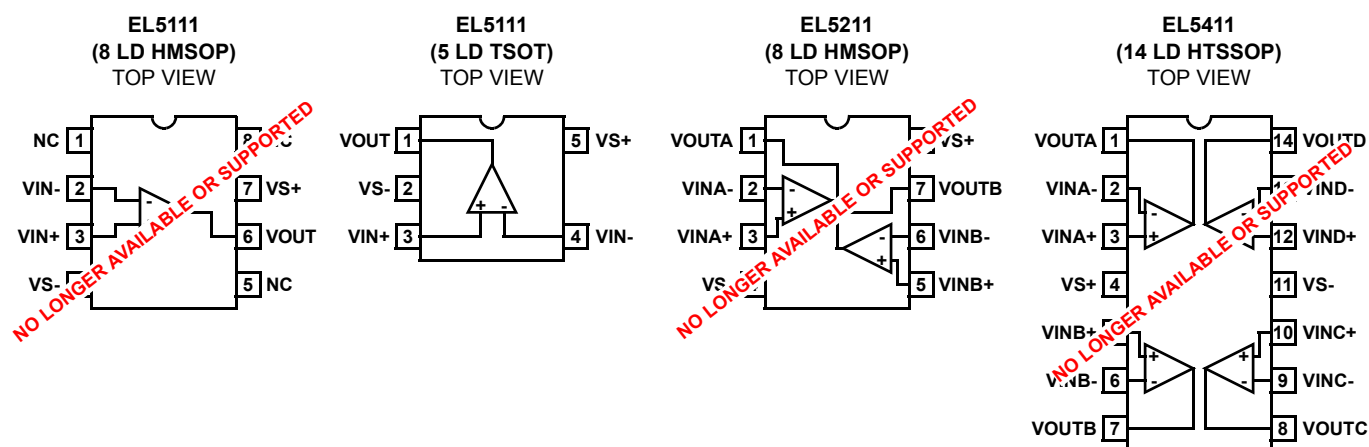 EL5111
(8 LD HMSOP)
TOP VIEW
NC 1
VIN- 2
VIN+ 3
VS-
VS+ 7
VOUT 6
NC 5
-
NO LONGER AVAILABLE OR SUPPORTED
EL5111
(5 LD TSOT)
TOP VIEW
VOUT 1
VS- 2
VIN+ 3
5 VS+
4 VIN-
+ -
EL5211
(8 LD HMSOP)
TOP VIEW
VOUTA 1
VINA- 2
VINA+ 3
VS
VS+
7 VOUTB
6 VINB-
5 VINB+
- +
- +
NO LONGER AVAILABLE OR SUPPORTED
EL5411
(14 LD HTSSOP)
TOP VIEW
VOUTA 1
VINA- 2
VINA+ 3
VS+ 4
VINB+
VINB- 6
VOUTB 7
14 VOUTD
VIND-
12 VIND+
11 VS-
10 VINC+
9 VINC-
8 VOUTC
- +
+ -
+ -
NO LONGER AVAILABLE OR SUPPORTED